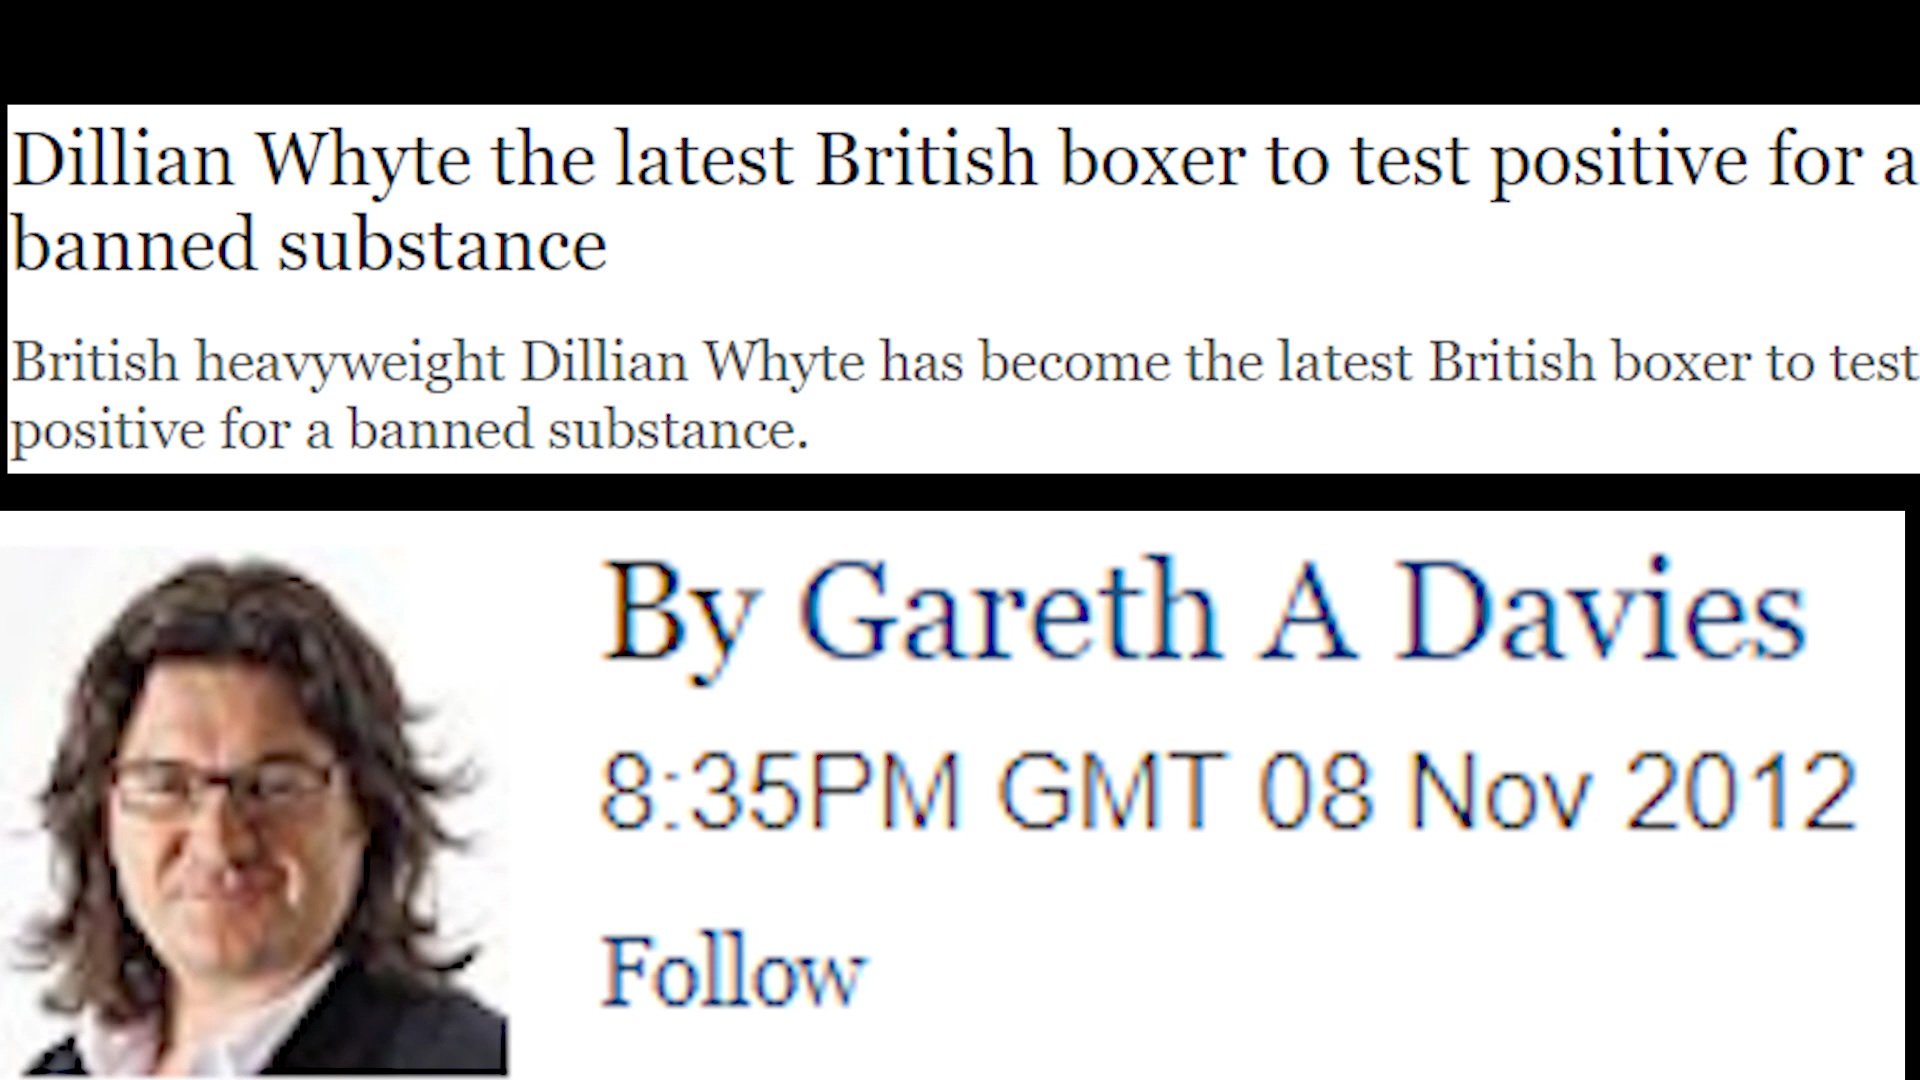 Dillian Whyte the latest British boxer to test positive for a
banned substance
British heavyweight Dillian Whyte has become the latest British boxer to test
positive for a banned substance.
By Gareth A Davies
8:35PM GMT 08 Nov 2012
Follow